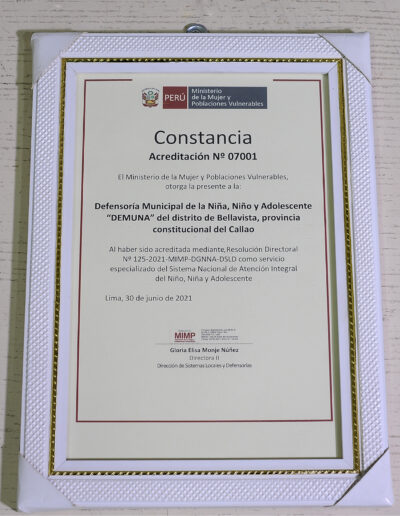 PERÚ
Ministerio
de la Mujer y
Poblaciones Vulnerables
Constancia
Acreditación Nº 07001
El Ministerio de la Mujer y Poblaciones Vulnerables,
otorga la presente a la:
Defensoría Municipal de la Niña, Niño y Adolescente
“DEMUNA” del distrito de Bellavista, provincia
constitucional del Callao
Al haber sido acreditada mediante,Resolución Directoral
Nº 125-2021-MIMP-DGNNA-DSLD como servicio
especializado del Sistema Nacional de Atención Integral
del Niño, Niña y Adolescente
Lima, 30 de junio de 2021
MIMP
Gloria Elisa Monje Núñez
Directora II
Dirección de Sistemas Locales y Defensorías